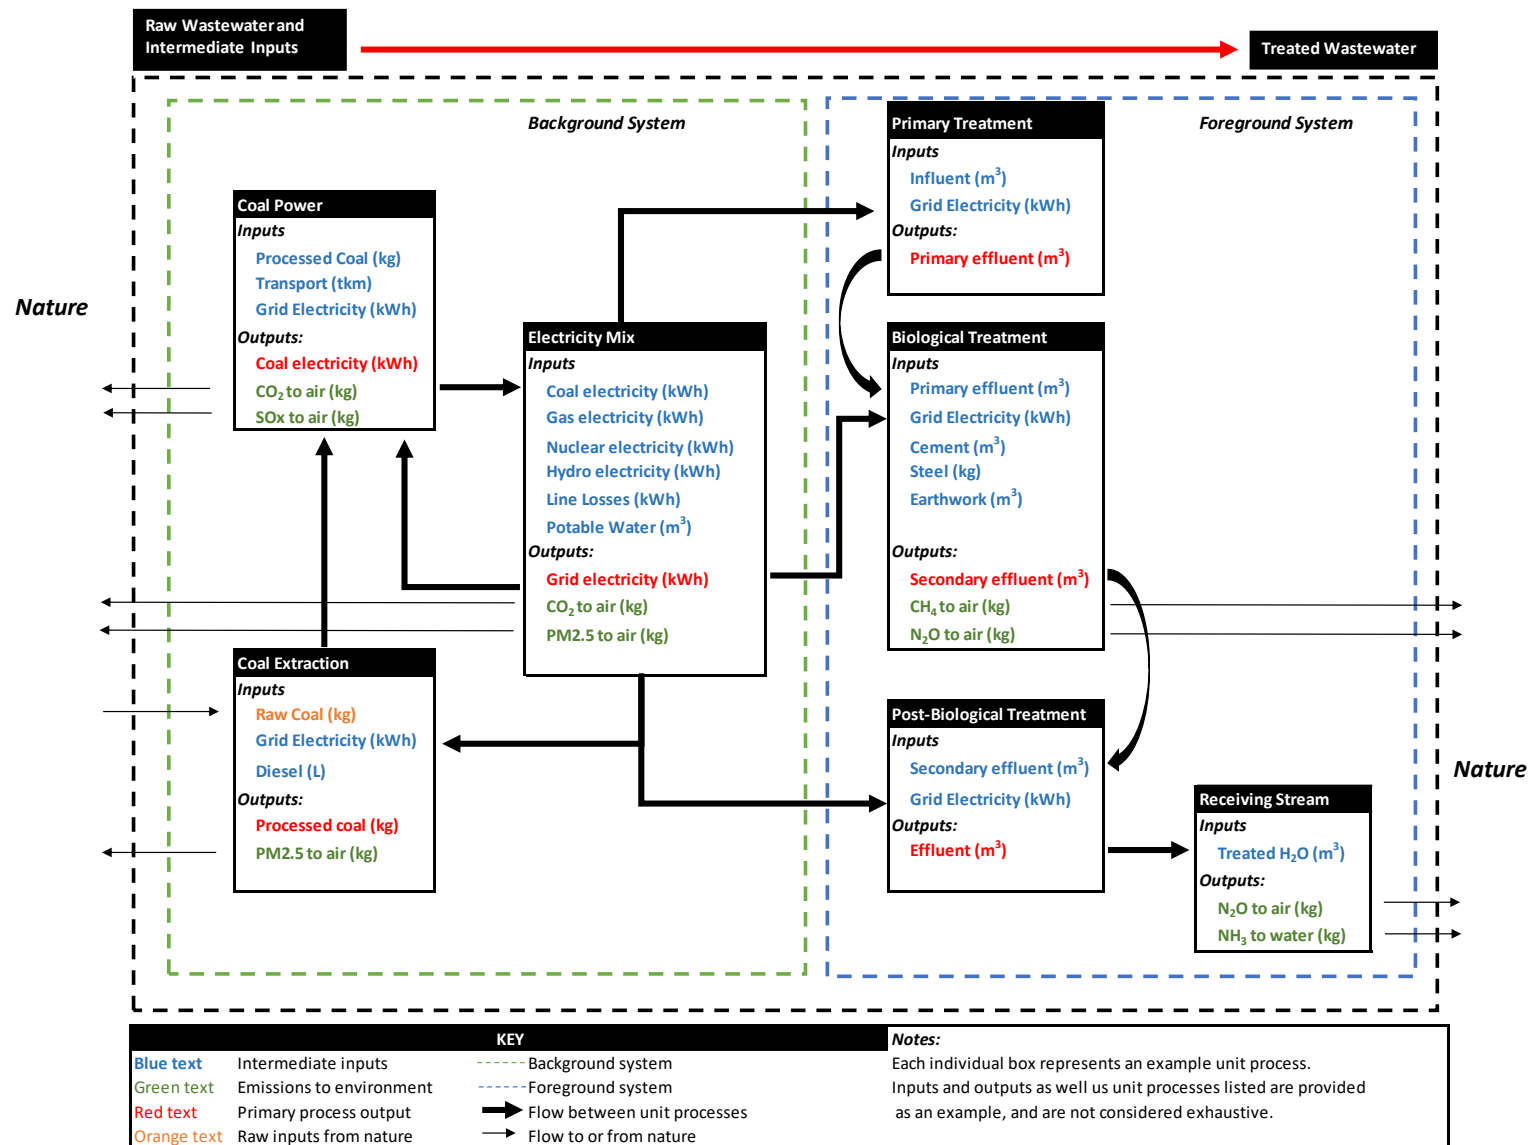 Raw Wastewater and
Intermediate Inputs
Treated Wastewater
Background System
Foreground System
Nature
Coal Power
Inputs
Processed Coal (kg)
Transport (tkm)
Grid Electricity (kWh)
Outputs:
Coal electricity (kWh)
CO₂ to air (kg)
SOx to air (kg)
Coal Extraction
Inputs
Raw Coal (kg)
Grid Electricity (kWh)
Diesel (L)
Outputs:
Processed coal (kg)
PM2.5 to air (kg)
Electricity Mix
Inputs
Coal electricity (kWh)
Gas electricity (kWh)
Nuclear electricity (kWh)
Hydro electricity (kWh)
Line Losses (kWh)
Potable Water (m³)
Outputs:
Grid electricity (kWh)
CO₂ to air (kg)
PM2.5 to air (kg)
Primary Treatment
Inputs
Influent (m³)
Grid Electricity (kWh)
Outputs:
Primary effluent (m³)
Biological Treatment
Inputs
Primary effluent (m³)
Grid Electricity (kWh)
Cement (m³)
Steel (kg)
Earthwork (m³)
Outputs:
Secondary effluent (m³)
CH₄ to air (kg)
N₂O to air (kg)
Post-Biological Treatment
Inputs
Secondary effluent (m³)
Grid Electricity (kWh)
Outputs:
Effluent (m³)
Receiving Stream
Inputs
Treated H₂O (m³)
Outputs:
N₂O to air (kg)
NH₃ to water (kg)
Nature
KEY
Blue text Intermediate inputs
Green text Emissions to environment
Red text Primary process output
Orange text Raw inputs from nature
Background system
Foreground system
Flow between unit processes
Flow to or from nature
Notes:
Each individual box represents an example unit process.
Inputs and outputs as well us unit processes listed are provided
as an example, and are not considered exhaustive.